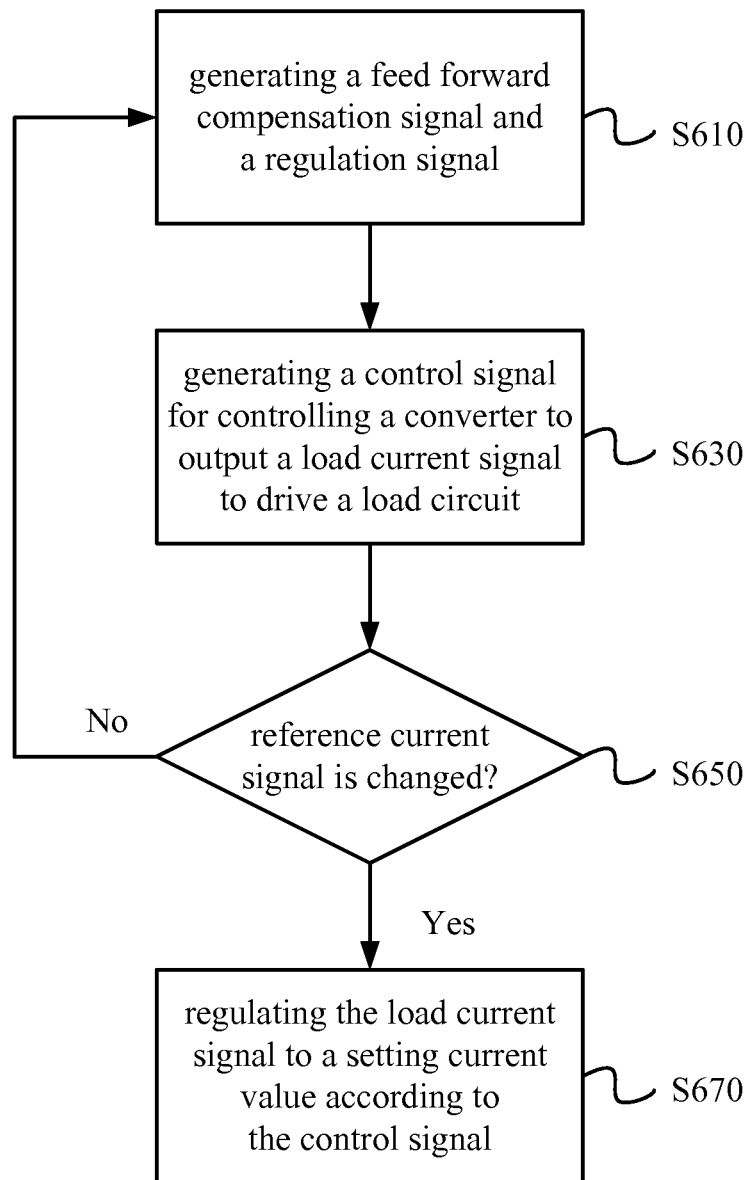 generating a feed forward
compensation signal and
a regulation signal
S610
generating a control signal
for controlling a converter to
output a load current signal
to drive a load circuit
S630
No
reference current
signal is changed?
S650
Yes
regulating the load current
signal to a setting current
value according to
the control signal
S670